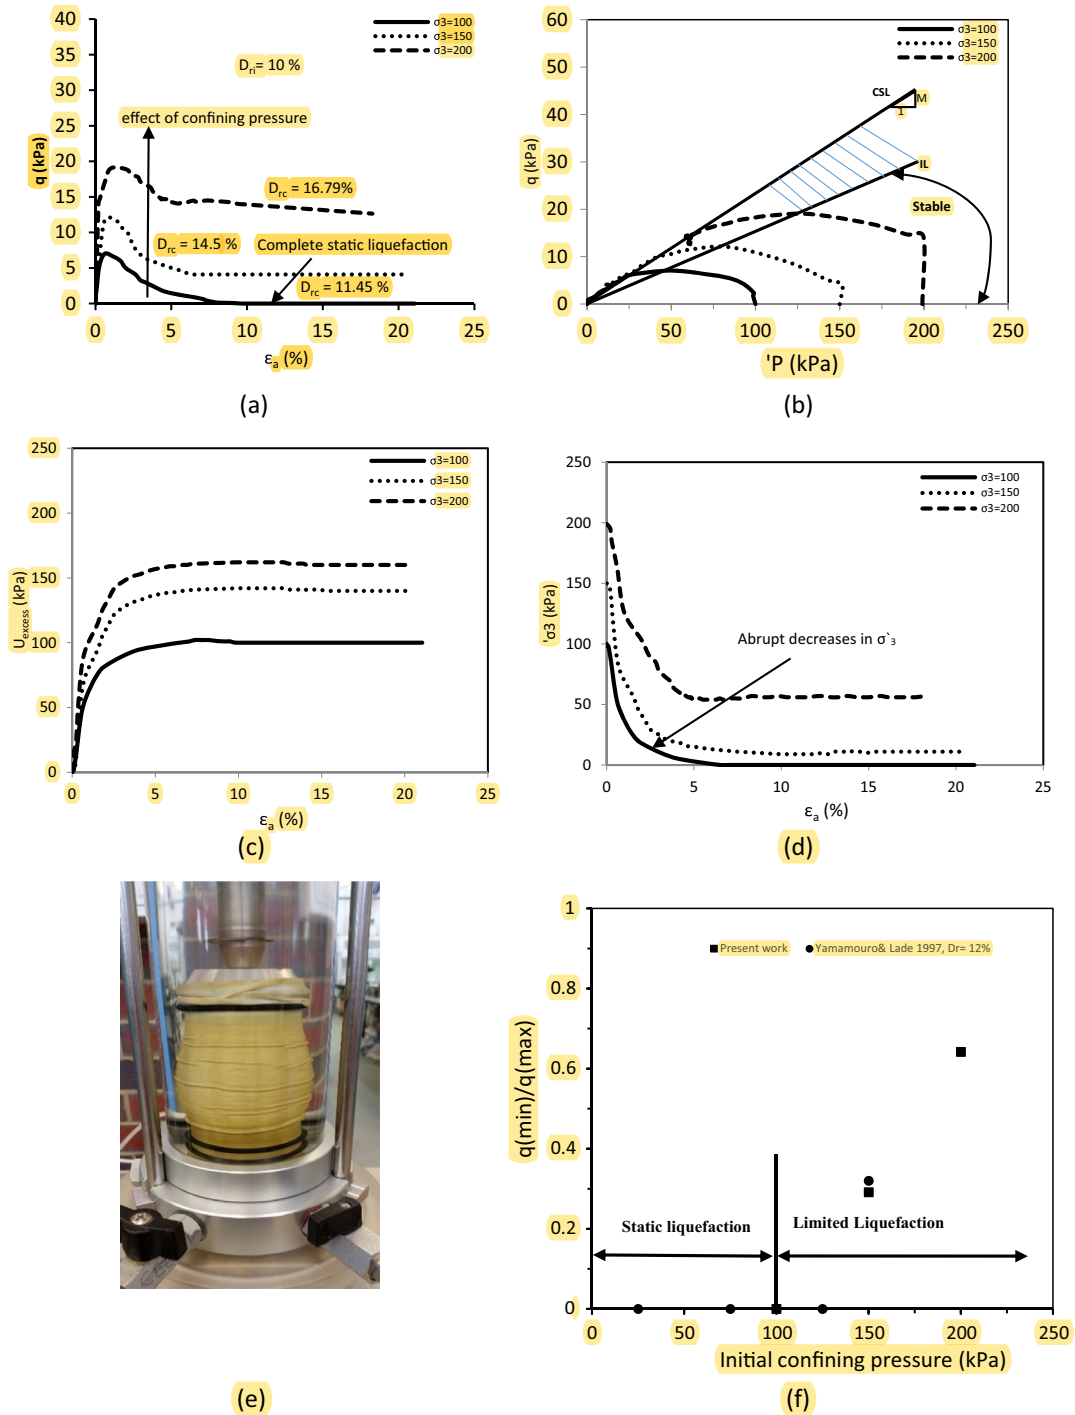 40
35
30
25
20
15
10
5
0
q (kPa)
σ3=100
σ3=150
σ3=200
Dri= 10 %
effect of confining pressure
Drc = 16.79%
Drc = 14.5 %
Complete static liquefaction
Drc = 11.45 %
0 5 10 15 20 25
εa (%)
(a)
60
50
40
30
20
10
0
q (kPa)
σ3=100
σ3=150
σ3=200
CSL
M
1
IL
Stable
0 50 100 150 200 250
'P (kPa)
(b)
250
200
150
100
50
0
Uexcess (kPa)
σ3=100
σ3=150
σ3=200
0 5 10 15 20 25
εa (%)
(c)
250
200
150
100
50
0
'σ3 (kPa)
σ3=100
σ3=150
σ3=200
Abrupt decreases in σ`3
0 5 10 15 20 25
εa (%)
(d)
(e)
1
0.8
0.6
0.4
0.2
0
q(min)/q(max)
Present work
Yamamouro& Lade 1997, Dr= 12%
Static liquefaction
Limited Liquefaction
0 50 100 150 200 250
Initial confining pressure (kPa)
(f)